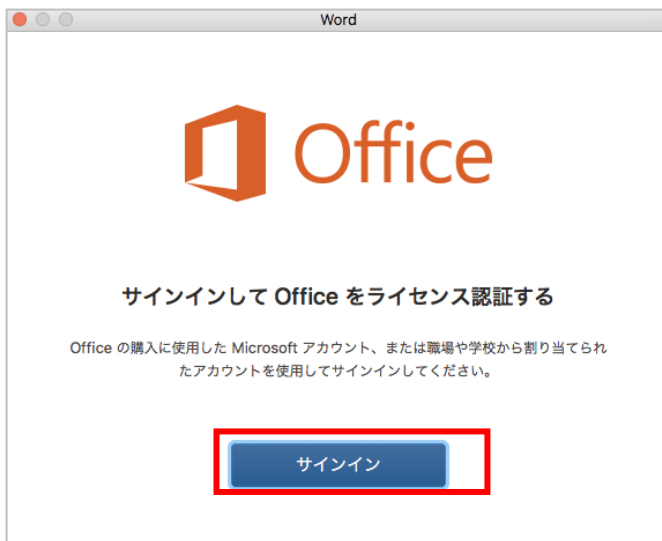 Word
Office
サインインして Office をライセンス認証する
Office の購入に使用した Microsoft アカウント、または職場や学校から割り当てられ
たアカウントを使用してサインインしてください。
サインイン